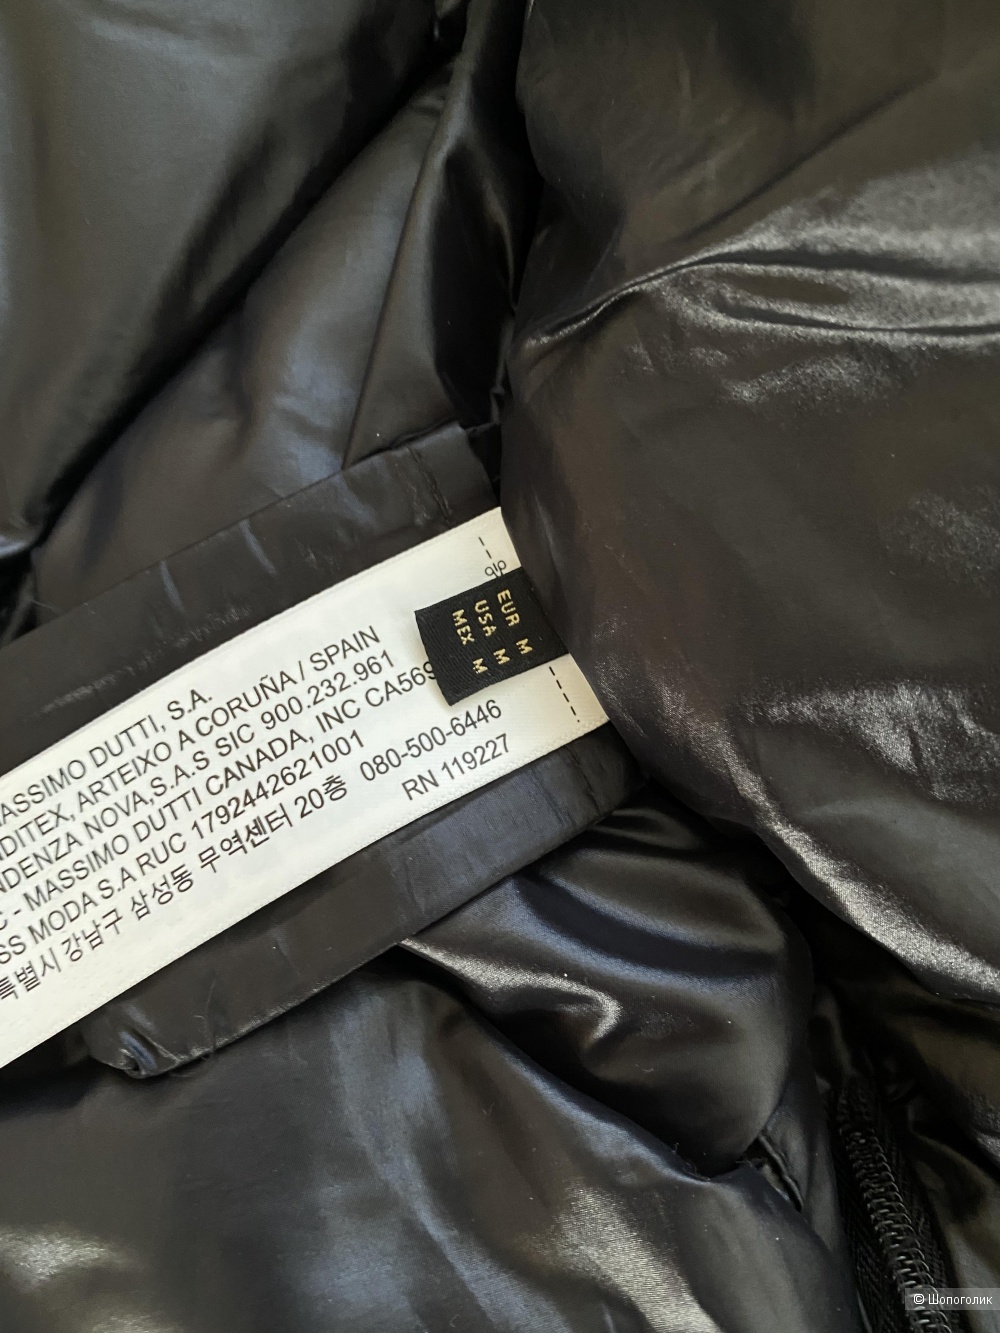 EUR M
USA M
MEX M
MASSIMO DUTTI, S.A.
INDITEX, ARTEIXO A CORUÑA / SPAIN
NOVA,S.A.S SIC 900.232.961
- MASSIMO DUTTI CANADA, INC CA569
MODA S.A RUC 1792442621001
특별시 강남구 삼성동 무역센터 20층 080-500-6446
RN 119227
© Шопоголик